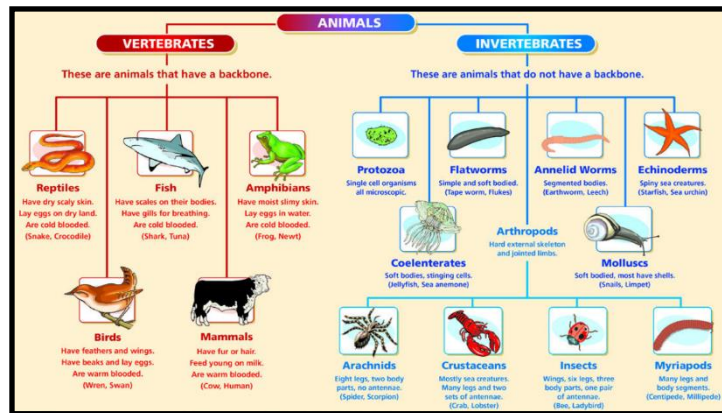 ANIMALS
VERTEBRATES
These are animals that have a backbone.
Reptiles
Have dry scaly skin.
Lay eggs on dry land.
Are cold blooded.
(Snake, Crocodile)
Fish
Have scales on their bodies.
Have gills for breathing.
Are cold blooded.
(Shark, Tuna)
Amphibians
Have moist slimy skin.
Lay eggs in water.
Are cold blooded.
(Frog, Newt)
Birds
Have feathers and wings.
Have beaks and lay eggs.
Are warm blooded.
(Wren, Swan)
Mammals
Have fur or hair.
Feed young on milk.
Are warm blooded.
(Cow, Human)
INVERTEBRATES
These are animals that do not have a backbone.
Protozoa
Single cell organisms
all microscopic.
Flatworms
Simple and soft bodied.
(Tape worm, Flukes)
Annelid Worms
Segmented bodies.
(Earthworm, Leech)
Echinoderms
Spiny sea creatures.
(Starfish, Sea urchin)
Coelenterates
Soft bodies, stinging cells.
(Jellyfish, Sea anemone)
Arthropods
Hard external skeleton
and jointed limbs.
Molluscs
Soft bodied, most have shells.
(Snails, Limpet)
Arachnids
Eight legs, two body
parts, no antennae.
(Spider, Scorpion)
Crustaceans
Mostly sea creatures.
Many legs and two
sets of antennae.
(Crab, Lobster)
Insects
Wings, six legs, three
body parts, one pair
of antennae.
(Bee, Ladybird)
Myriapods
Many legs and
body segments.
(Centipede, Millipede)